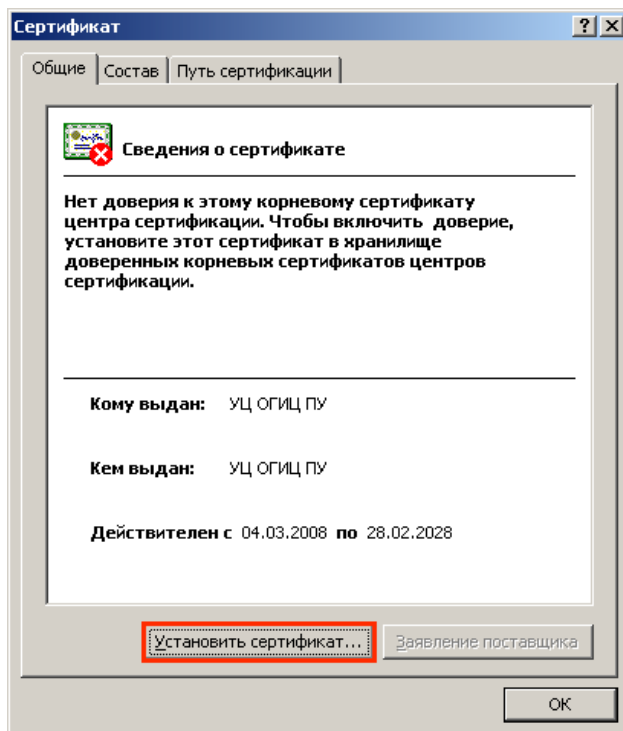 Сертификат
Общие Состав Путь сертификации
Сведения о сертификате
Нет доверия к этому корневому сертификату
центра сертификации. Чтобы включить доверие,
установите этот сертификат в хранилище
доверенных корневых сертификатов центров
сертификации.
Кому выдан: УЦ ОГИЦ ПУ
Кем выдан: УЦ ОГИЦ ПУ
Действителен с 04.03.2008 по 28.02.2028
Установить сертификат... Заявление поставщика
ОК